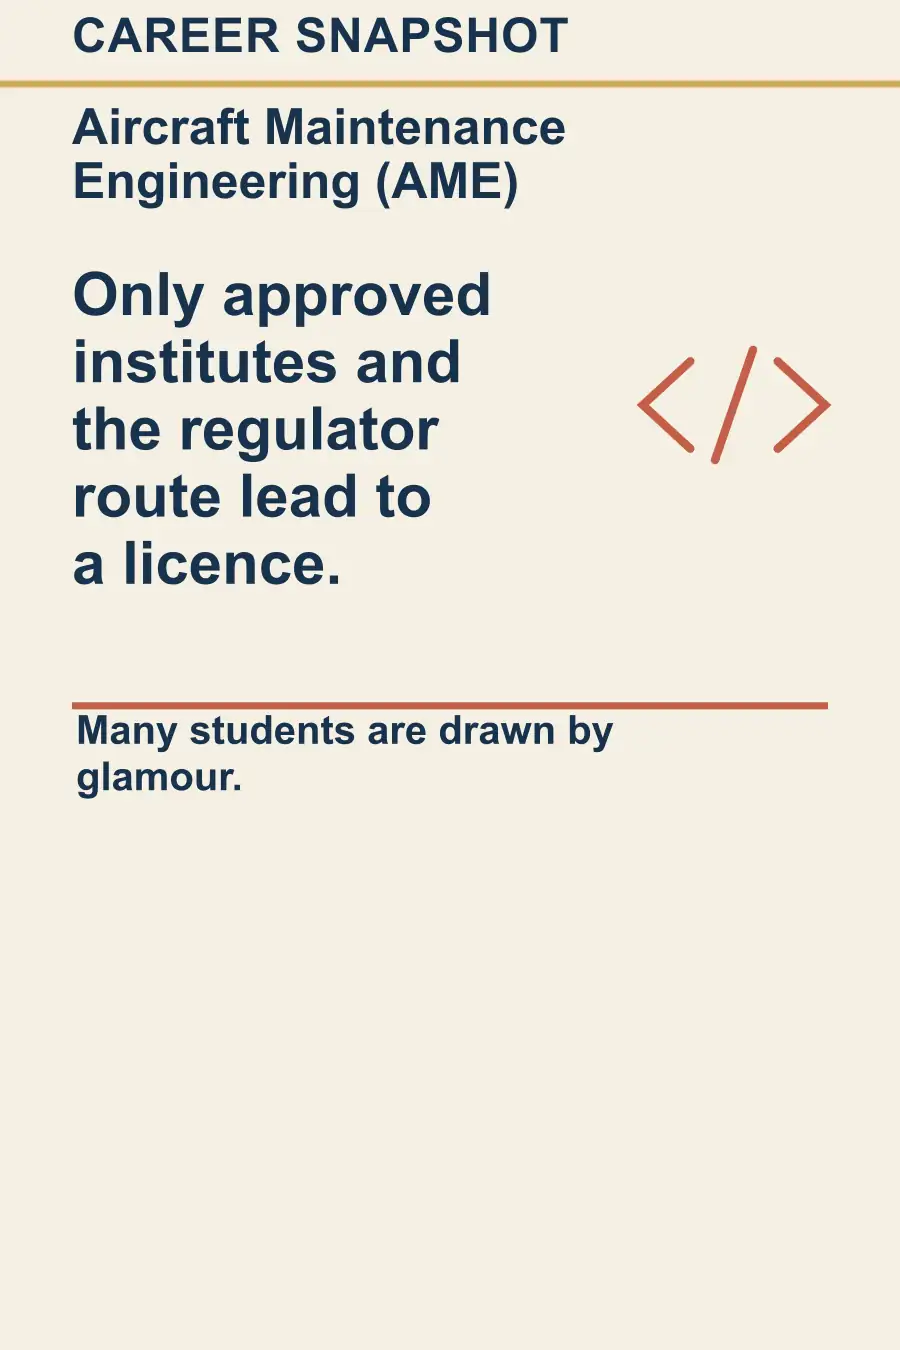 CAREER SNAPSHOT
Aircraft Maintenance
Engineering (AME)
Only approved
institutes and
the regulator
route lead to
a licence.
Many students are drawn by
glamour.